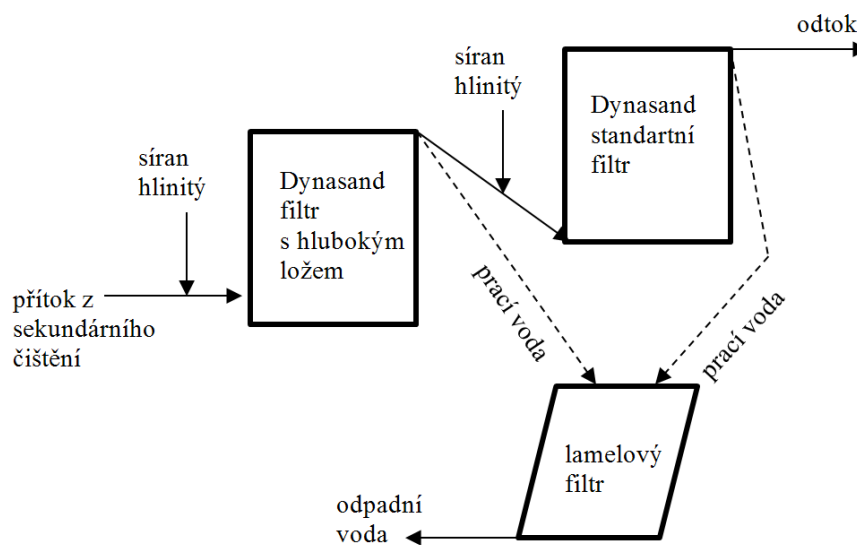 odtok
síran
hlinitý
Dynasand
standartní
filtr
síran
hlinitý
Dynasand
filtr
s hlubokým
ložem
přítok z
sekundárního
čištění
prací voda
prací voda
lamelový
filtr
odpadní
voda